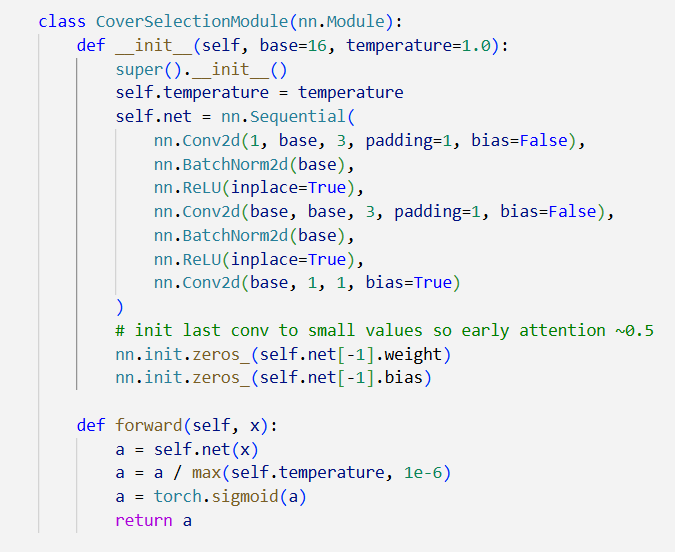 class CoverSelectionModule(nn.Module):
    def __init__(self, base=16, temperature=1.0):
        super().__init__()
        self.temperature = temperature
        self.net = nn.Sequential(
            nn.Conv2d(1, base, 3, padding=1, bias=False),
            nn.BatchNorm2d(base),
            nn.ReLU(inplace=True),
            nn.Conv2d(base, base, 3, padding=1, bias=False),
            nn.BatchNorm2d(base),
            nn.ReLU(inplace=True),
            nn.Conv2d(base, 1, 1, bias=True)
        )
        # init last conv to small values so early attention ~0.5
        nn.init.zeros_(self.net[-1].weight)
        nn.init.zeros_(self.net[-1].bias)

    def forward(self, x):
        a = self.net(x)
        a = a / max(self.temperature, 1e-6)
        a = torch.sigmoid(a)
        return a